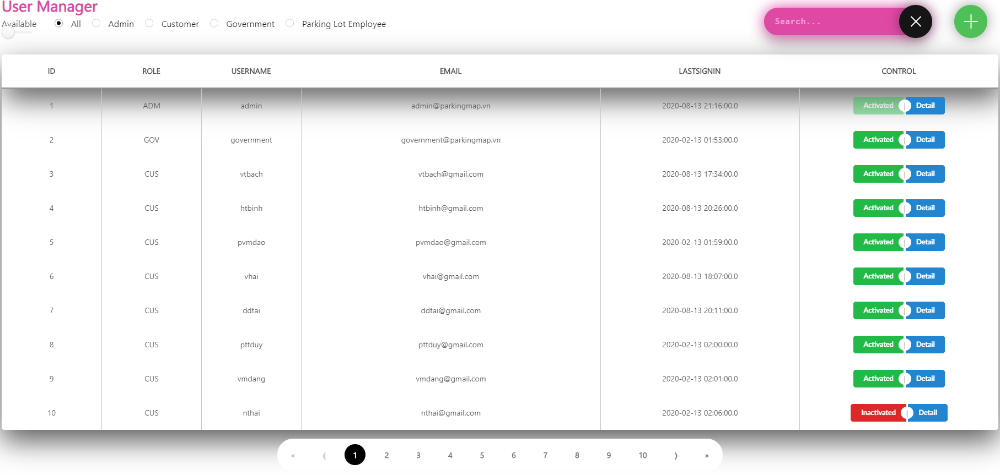 User Manager
Available All Admin Customer Government Parking Lot Employee
Search...
ID ROLE USERNAME EMAIL LASTSIGNIN CONTROL
1 ADM admin admin@parkingmap.vn 2020-08-13 21:16:00.0 Activated | Detail
2 GOV government government@parkingmap.vn 2020-02-13 01:53:00.0 Activated | Detail
3 CUS vtbach vtbach@gmail.com 2020-08-13 17:34:00.0 Activated | Detail
4 CUS htbinh htbinh@gmail.com 2020-08-13 20:26:00.0 Activated | Detail
5 CUS pvmdao pvmdao@gmail.com 2020-02-13 01:59:00.0 Activated | Detail
6 CUS vhai vhai@gmail.com 2020-08-13 18:07:00.0 Activated | Detail
7 CUS ddtai ddtai@gmail.com 2020-08-13 20:11:00.0 Activated | Detail
8 CUS pttduy pttduy@gmail.com 2020-02-13 02:00:00.0 Activated | Detail
9 CUS vmdang vmdang@gmail.com 2020-02-13 02:01:00.0 Activated | Detail
10 CUS nthai nthai@gmail.com 2020-02-13 02:06:00.0 Inactivated | Detail
« ⟨ 1 2 3 4 5 6 7 8 9 10 ⟩ »